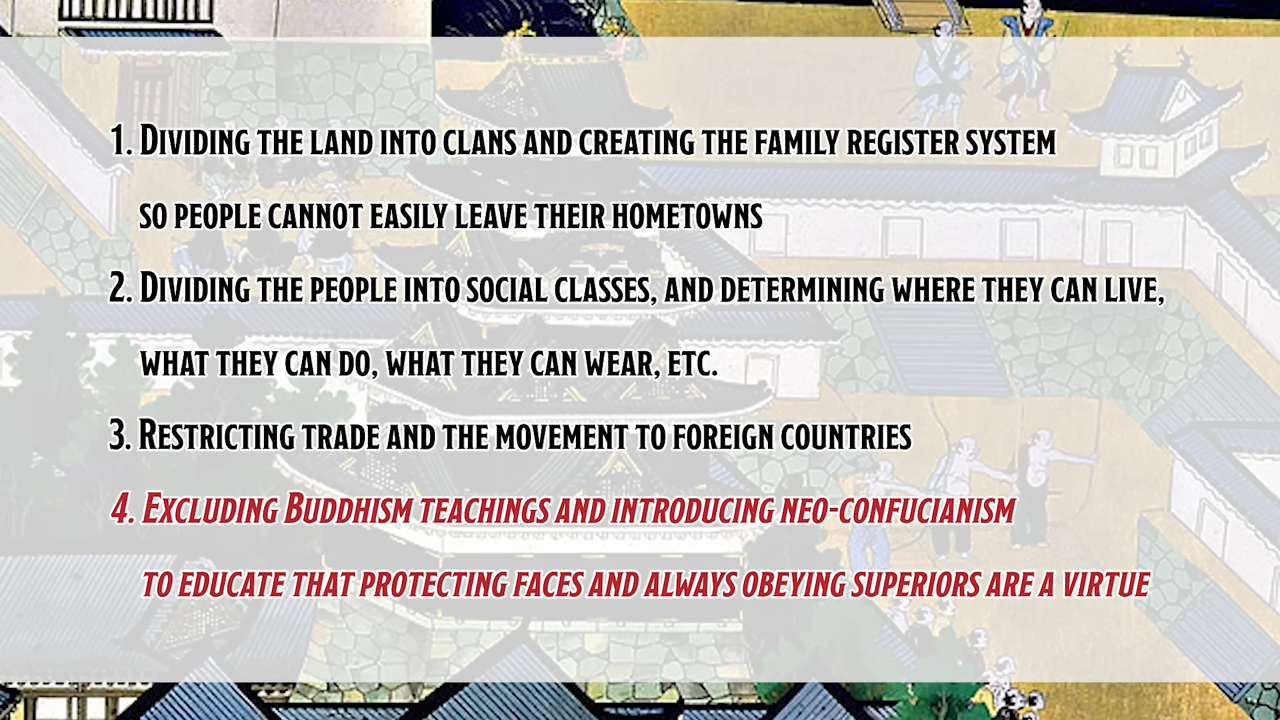 1. Dividing the land into clans and creating the family register system
so people cannot easily leave their hometowns
2. Dividing the people into social classes, and determining where they can live,
what they can do, what they can wear, etc.
3. Restricting trade and the movement to foreign countries
4. Excluding Buddhism teachings and introducing neo-confucianism
to educate that protecting faces and always obeying superiors are a virtue